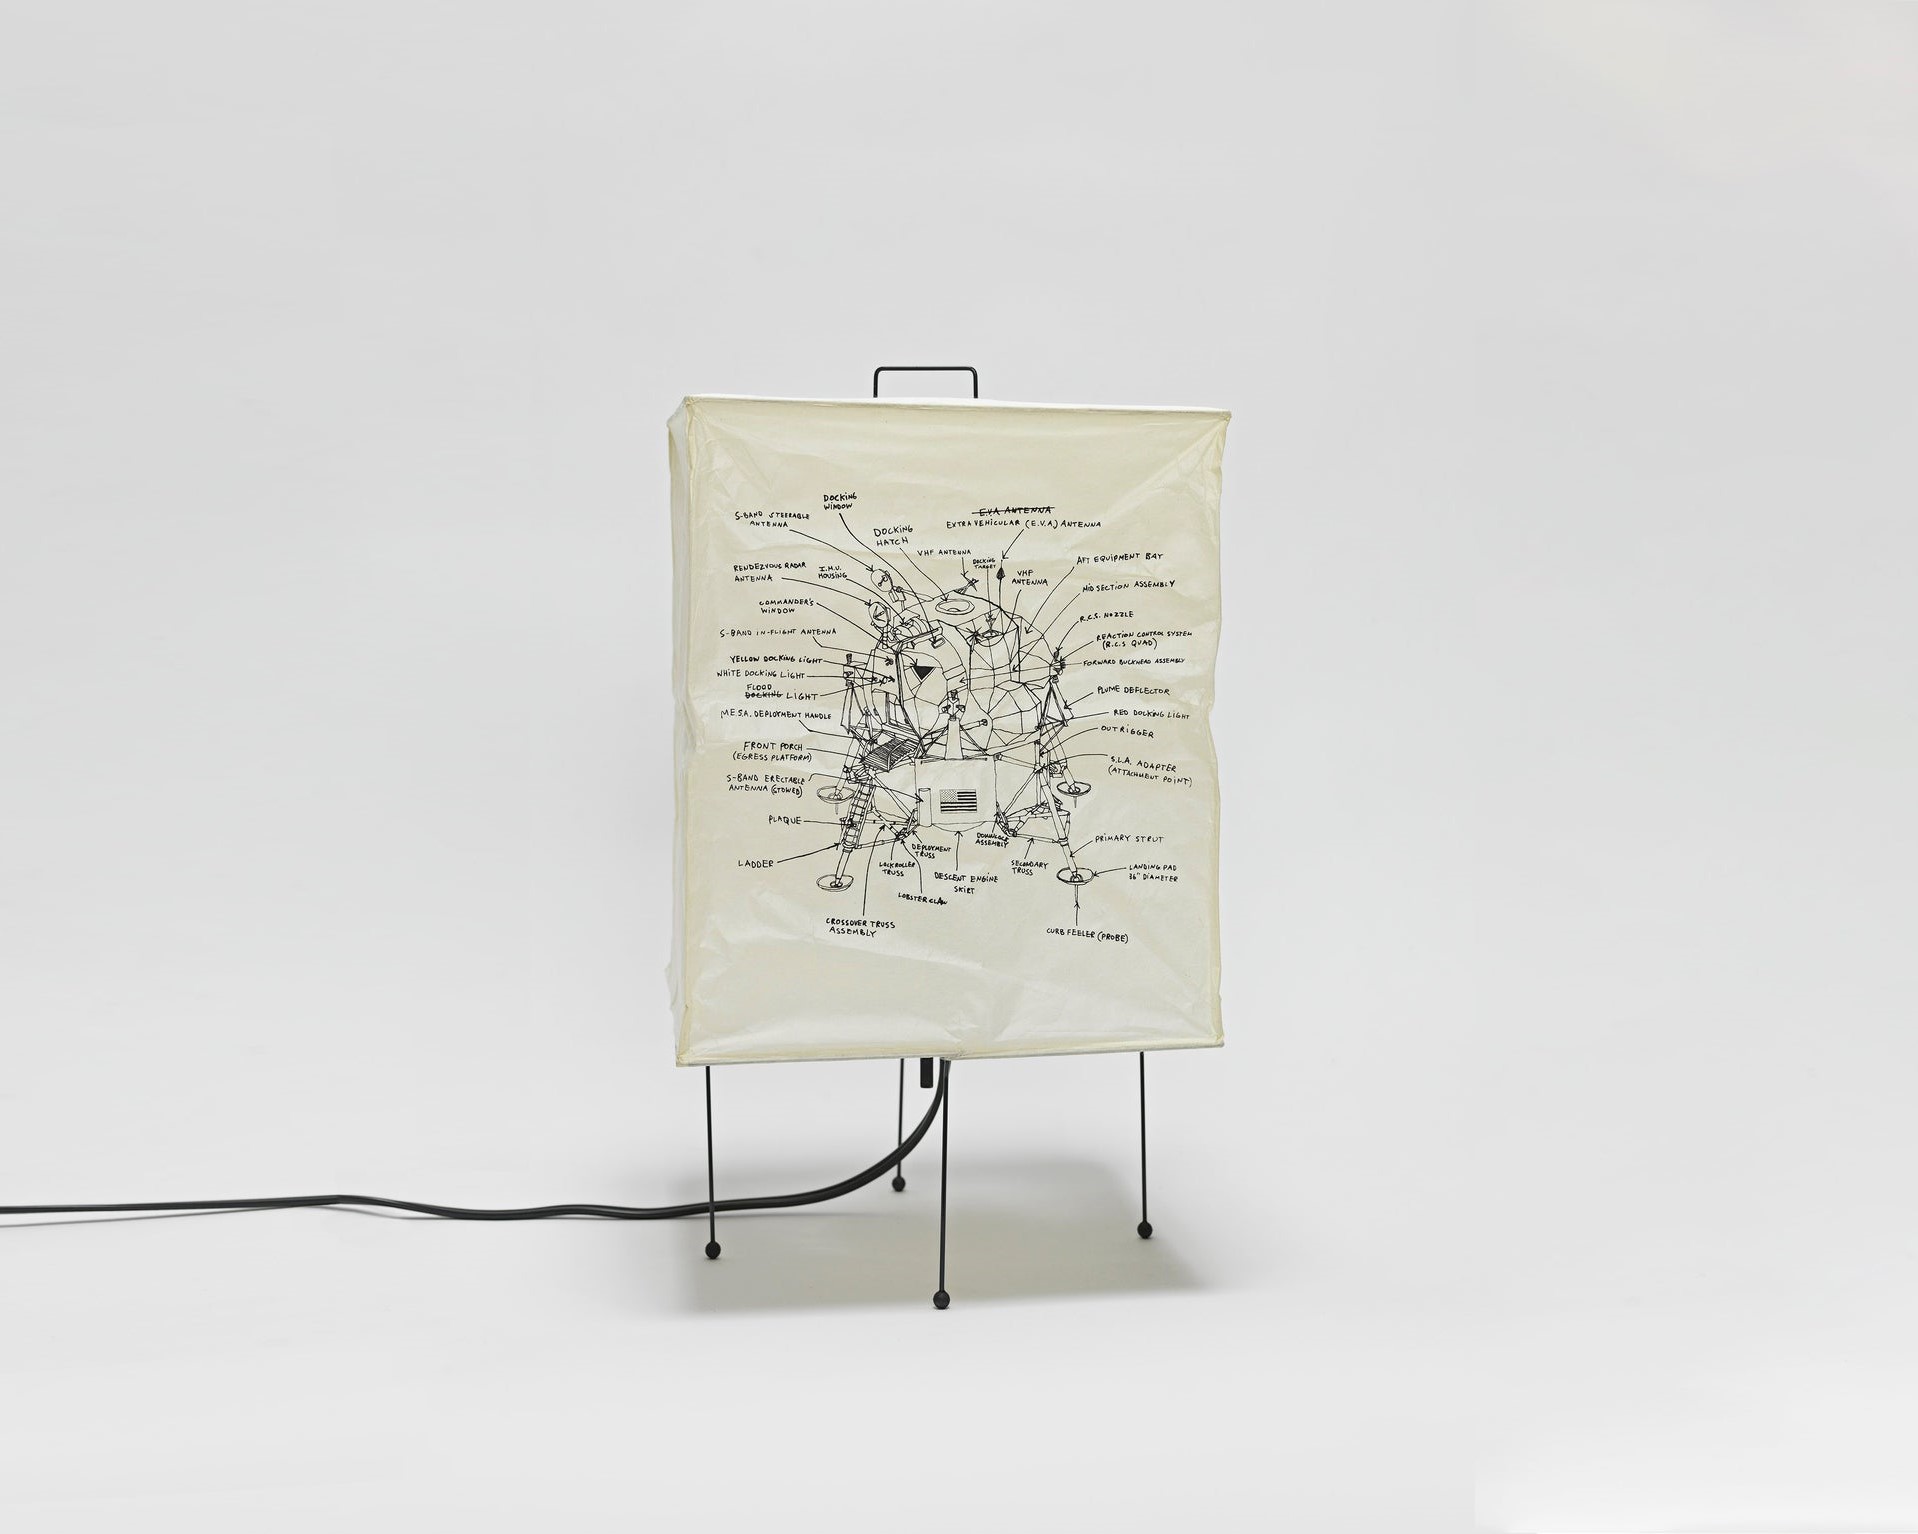 DOCKING
WINDOW
S-BAND STEERABLE
ANTENNA
DOCKING
HATCH
E.V.A ANTENNA
EXTRA VEHICULAR (E.V.A.) ANTENNA
VHF ANTENNA
DOCKING
TARGET
VHF
ANTENNA
AFT EQUIPMENT BAY
RENDEZVOUS RADAR
ANTENNA
I.M.U.
HOUSING
MID SECTION ASSEMBLY
COMMANDER'S
WINDOW
R.C.S. NOZZLE
S-BAND IN-FLIGHT ANTENNA
REACTION CONTROL SYSTEM
(R.C.S QUAD)
YELLOW DOCKING LIGHT
FORWARD BUCKHEAD ASSEMBLY
WHITE DOCKING LIGHT
FLOOD
DOCKING LIGHT
PLUME DEFLECTOR
M.E.S.A. DEPLOYMENT HANDLE
RED DOCKING LIGHT
OUTRIGGER
FRONT PORCH
(EGRESS PLATFORM)
S.L.A. ADAPTER
(ATTACHMENT POINT)
S-BAND ERECTABLE
ANTENNA (STOWED)
PLAQUE
DOWNLOCK
ASSEMBLY
PRIMARY STRUT
LADDER
DEPLOYMENT
TRUSS
LOCKROLLER
TRUSS
SECONDARY
TRUSS
LANDING PAD
36" DIAMETER
DESCENT ENGINE
SKIRT
LOBSTER CLAW
CROSSOVER TRUSS
ASSEMBLY
CURB FEELER (PROBE)